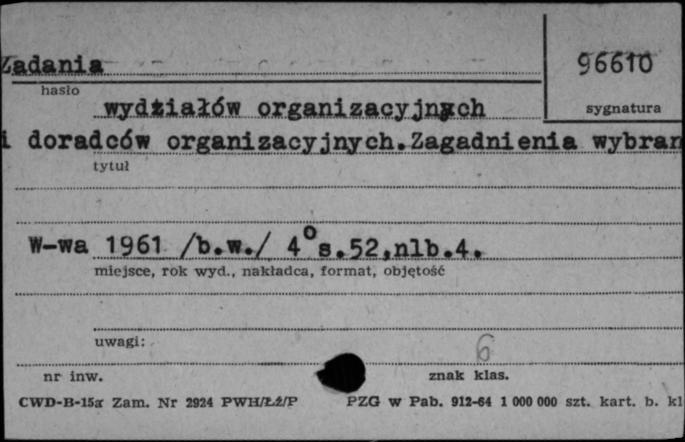 Zadania
96610
hasło
sygnatura
wydziałów organizacyjnych
i doradców organizacyjnych.Zagadnienia wybran
tytuł
W-wa 1961 /b.w./ 4° s.52,nlb.4.
miejsce, rok wyd., nakładca, format, objętość
uwagi:
6
nr inw.
znak klas.
CWD-B-15a Zam. Nr 2924 PWH/Łź/P
PZG w Pab. 912-64 1 000 000 szt. kart. b. kl